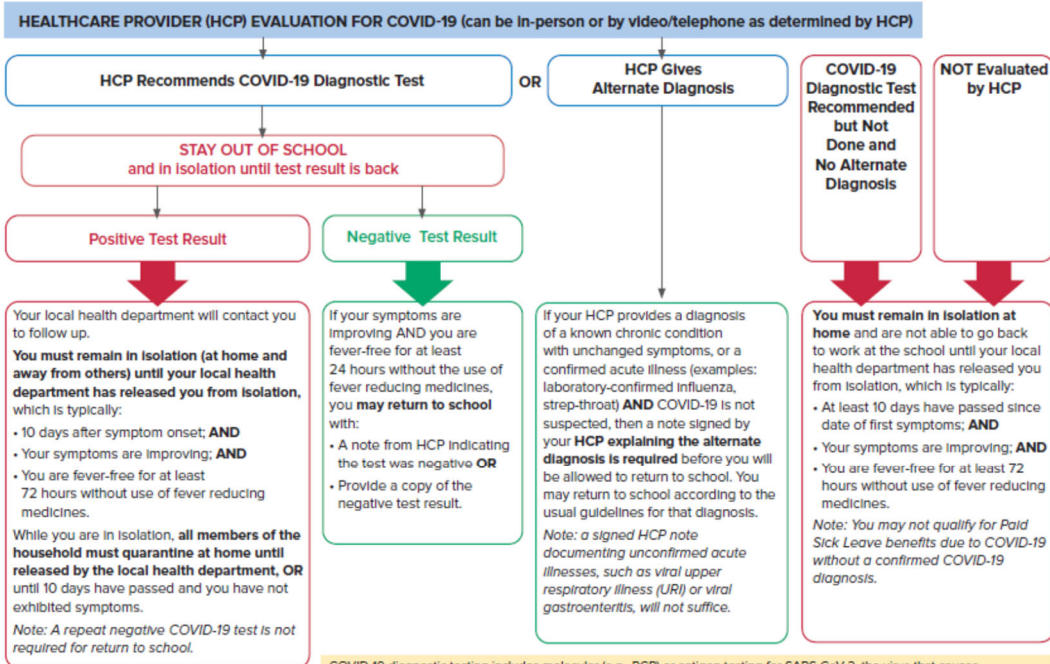 HEALTHCARE PROVIDER (HCP) EVALUATION FOR COVID-19 (can be in-person or by video/telephone as determined by HCP)
HCP Recommends COVID-19 Diagnostic Test
OR
HCP Gives
Alternate Diagnosis
COVID-19
Diagnostic Test
Recommended
but Not
Done and
No Alternate
Diagnosis
NOT Evaluated
by HCP
STAY OUT OF SCHOOL
and in isolation until test result is back
Positive Test Result
Negative Test Result
Your local health department will contact you
to follow up.
You must remain in isolation (at home and
away from others) until your local health
department has released you from isolation,
which is typically:
• 10 days after symptom onset; AND
• Your symptoms are improving; AND
• You are fever-free for at least
72 hours without use of fever reducing
medicines.
While you are in isolation, all members of the
household must quarantine at home until
released by the local health department, OR
until 10 days have passed and you have not
exhibited symptoms.
Note: A repeat negative COVID-19 test is not
required for return to school.
If your symptoms are
improving AND you are
fever-free for at least
24 hours without the use of
fever reducing medicines,
you may return to school
with:
• A note from HCP indicating
the test was negative OR
• Provide a copy of the
negative test result.
If your HCP provides a diagnosis
of a known chronic condition
with unchanged symptoms, or a
confirmed acute illness (examples:
laboratory-confirmed influenza,
strep-throat) AND COVID-19 is not
suspected, then a note signed by
your HCP explaining the alternate
diagnosis is required before you will
be allowed to return to school. You
may return to school according to the
usual guidelines for that diagnosis.
Note: a signed HCP note
documenting unconfirmed acute
illnesses, such as viral upper
respiratory illness (URI) or viral
gastroenteritis, will not suffice.
You must remain in isolation at
home and are not able to go back
to work at the school until your local
health department has released you
from isolation, which is typically:
• At least 10 days have passed since
date of first symptoms; AND
• Your symptoms are improving; AND
• You are fever-free for at least 72
hours without use of fever reducing
medicines.
Note: You may not qualify for Paid
Sick Leave benefits due to COVID-19
without a confirmed COVID-19
diagnosis.
COVID-19 diagnostic testing includes molecular (e.g., PCR) or antigen testing for SARS-CoV-2, the virus that causes